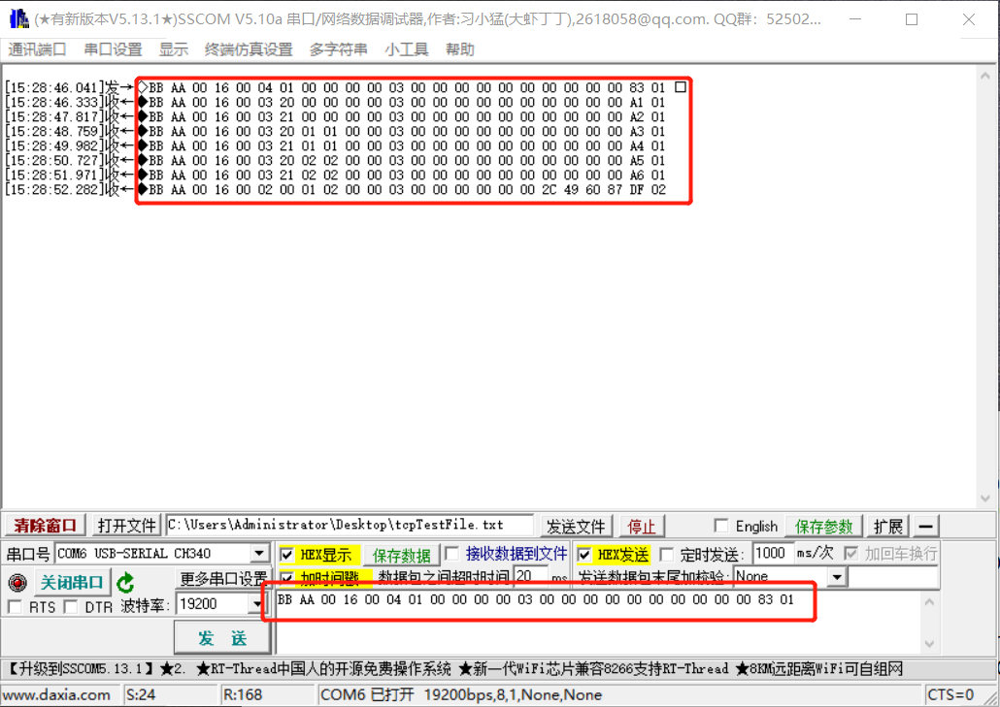 (★有新版本V5.13.1★)SSCOM V5.10a 串口/网络数据调试器,作者:习小猛(大虾丁丁),2618058@qq.com. QQ群: 52502...
通讯端口 串口设置 显示 终端仿真设置 多字符串 小工具 帮助
[15:28:46.041]发→◇BB AA 00 16 00 04 01 00 00 00 00 03 00 00 00 00 00 00 00 00 00 00 83 01 □
[15:28:46.333]收←◆BB AA 00 16 00 03 20 00 00 00 00 03 00 00 00 00 00 00 00 00 00 00 A1 01
[15:28:47.817]收←◆BB AA 00 16 00 03 21 00 00 00 00 03 00 00 00 00 00 00 00 00 00 00 A2 01
[15:28:48.759]收←◆BB AA 00 16 00 03 20 01 01 00 00 03 00 00 00 00 00 00 00 00 00 00 A3 01
[15:28:49.982]收←◆BB AA 00 16 00 03 21 01 01 00 00 03 00 00 00 00 00 00 00 00 00 00 A4 01
[15:28:50.727]收←◆BB AA 00 16 00 03 20 02 02 00 00 03 00 00 00 00 00 00 00 00 00 00 A5 01
[15:28:51.971]收←◆BB AA 00 16 00 03 21 02 02 00 00 03 00 00 00 00 00 00 00 00 00 00 A6 01
[15:28:52.282]收←◆BB AA 00 16 00 02 00 01 02 00 00 03 00 00 00 00 00 00 2C 49 60 87 DF 02
清除窗口 打开文件 C:\Users\Administrator\Desktop\tcpTestFile.txt 发送文件 停止 English 保存参数 扩展 —
串口号 COM6 USB-SERIAL CH340 HEX显示 保存数据 接收数据到文件 HEX发送 定时发送: 1000 ms/次 加回车换行
关闭串口 更多串口设置 加时间戳 数据包之间超时时间 20 ms 发送数据包末尾加校验: None
RTS DTR 波特率: 19200 BB AA 00 16 00 04 01 00 00 00 00 03 00 00 00 00 00 00 00 00 00 00 83 01
发 送
【升级到SSCOM5.13.1】★2. ★RT-Thread中国人的开源免费操作系统 ★新一代WiFi芯片兼容8266支持RT-Thread ★8KM远距离WiFi可自组网
www.daxia.com S:24 R:168 COM6 已打开 19200bps,8,1,None,None CTS=0